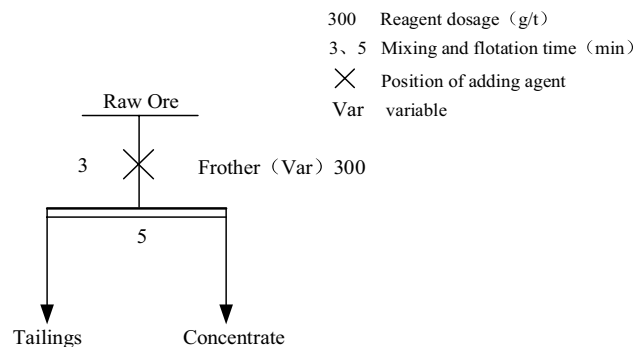 300 Reagent dosage（g/t）
3、5 Mixing and flotation time（min）
Position of adding agent
Var variable
Raw Ore
3 Frother（Var）300
5
Tailings Concentrate